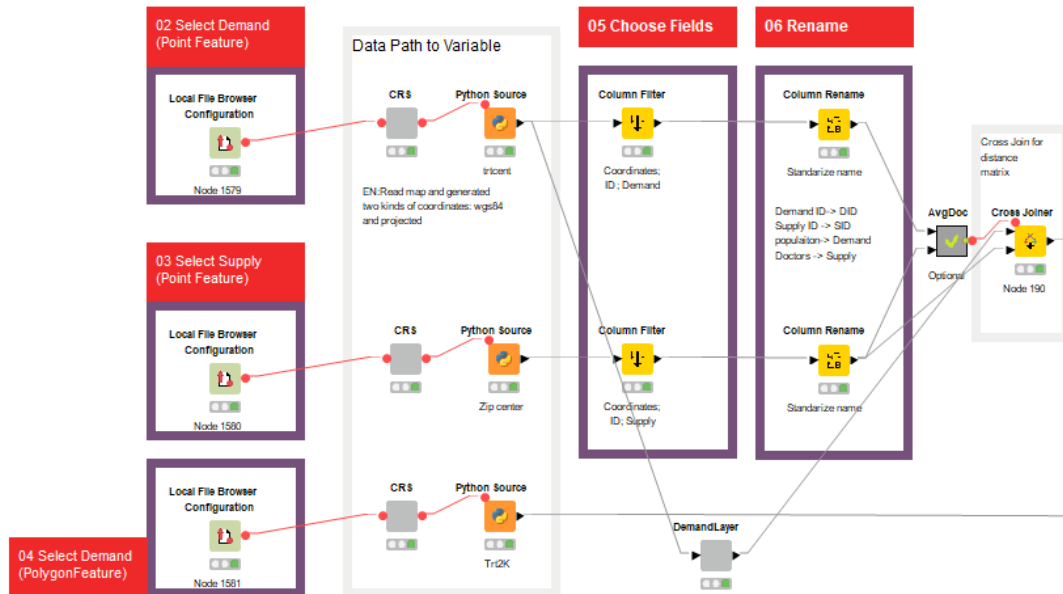 02 Select Demand
(Point Feature)
Local File Browser
Configuration
Node 1579
Data Path to Variable
CRS
Python Source
trtcent
EN:Read map and generated
two kinds of coordinates: wgs84
and projected
05 Choose Fields
Column Filter
Coordinates;
ID ; Demand
06 Rename
Column Rename
Standarize name
Demand ID-> DID
Supply ID -> SID
populaiton-> Demand
Doctors -> Supply
AvgDoc
Optional
Cross Join for
distance
matrix
Cross Joiner
Node 190
03 Select Supply
(Point Feature)
Local File Browser
Configuration
Node 1580
CRS
Python Source
Zip center
Column Filter
Coordinates;
ID; Supply
Column Rename
Standarize name
04 Select Demand
(PolygonFeature)
Local File Browser
Configuration
Node 1581
CRS
Python Source
Trt2K
DemandLayer